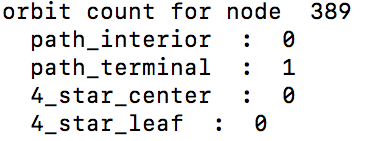 orbit count for node  389
  path_interior  :  0
  path_terminal  :  1
  4_star_center  :  0
  4_star_leaf  :  0